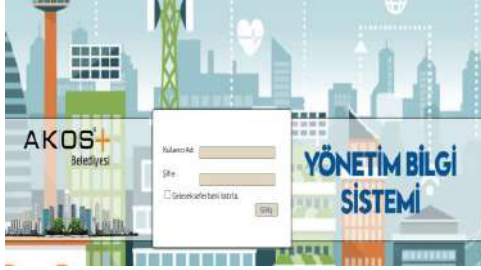 AKOS+
Belediyesi
Kullanıcı Adı
Şifre
Gelecek sefer beni hatırla.
Giriş
YÖNETİM BİLGİ
SİSTEMİ